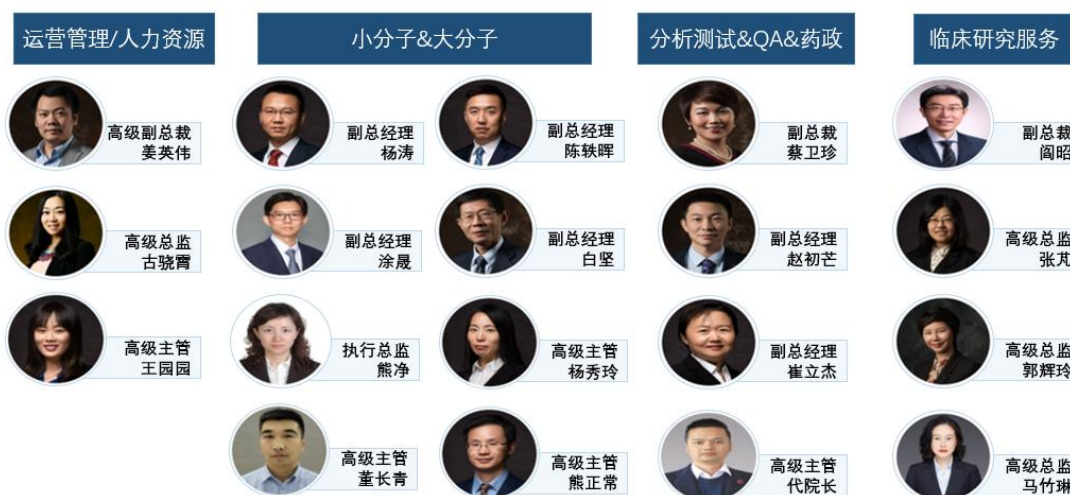 运营管理/人力资源
小分子&大分子
分析测试&QA&药政
临床研究服务
高级副总裁
姜英伟
副总经理
杨涛
副总经理
陈轶晖
副总裁
蔡卫珍
副总裁
阎昭
高级总监
古骁霄
副总经理
涂晟
副总经理
白坚
副总经理
赵初芒
高级总监
张芃
高级主管
王园园
执行总监
熊净
高级主管
杨秀玲
副总经理
崔立杰
高级总监
郭辉玲
高级主管
董长青
高级主管
熊正常
高级主管
代院长
高级总监
马竹琳